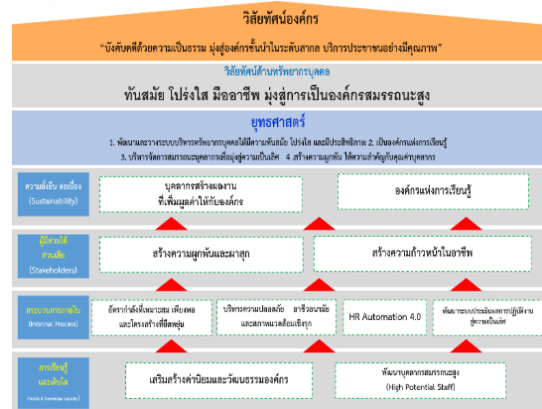 วิสัยทัศน์องค์กร
“บังคับคดีด้วยความเป็นธรรม มุ่งสู่องค์กรชั้นนำในระดับสากล บริการประชาชนอย่างมีคุณภาพ”
วิสัยทัศน์ด้านทรัพยากรบุคคล
ทันสมัย โปร่งใส มืออาชีพ มุ่งสู่การเป็นองค์กรสมรรถนะสูง
ยุทธศาสตร์
1. พัฒนาและวางระบบบริหารทรัพยากรบุคคลให้มีความทันสมัย โปร่งใส และมีประสิทธิภาพ 2. เป็นองค์กรแห่งการเรียนรู้
3. บริหารจัดการสมรรถนะบุคลากรเพื่อมุ่งสู่ความเป็นเลิศ 4 .สร้างความผูกพัน ให้ความสำคัญกับคุณค่าบุคลากร
ความยั่งยืน ต่อเนื่อง
(Sustainability)
บุคลากรสร้างผลงาน
ที่เพิ่มมูลค่าให้กับองค์กร
องค์กรแห่งการเรียนรู้
ผู้มีส่วนได้
ส่วนเสีย
(Stakeholders)
สร้างความผูกพันและผาสุก
สร้างความก้าวหน้าในอาชีพ
กระบวนการภายใน
(Internal Process)
อัตรากำลังที่เหมาะสม เพียงพอ
และโครงสร้างที่ยืดหยุ่น
บริหารความปลอดภัย อาชีวอนามัย
และสภาพแวดล้อมเชิงรุก
HR Automation 4.0
พัฒนาระบบประเมินผลการปฏิบัติงาน
สู่ความเป็นเลิศ
การเรียนรู้
และเติบโต
เสริมสร้างค่านิยมและวัฒนธรรมองค์กร
พัฒนาบุคลากรสมรรถนะสูง
(High Potential Staff)